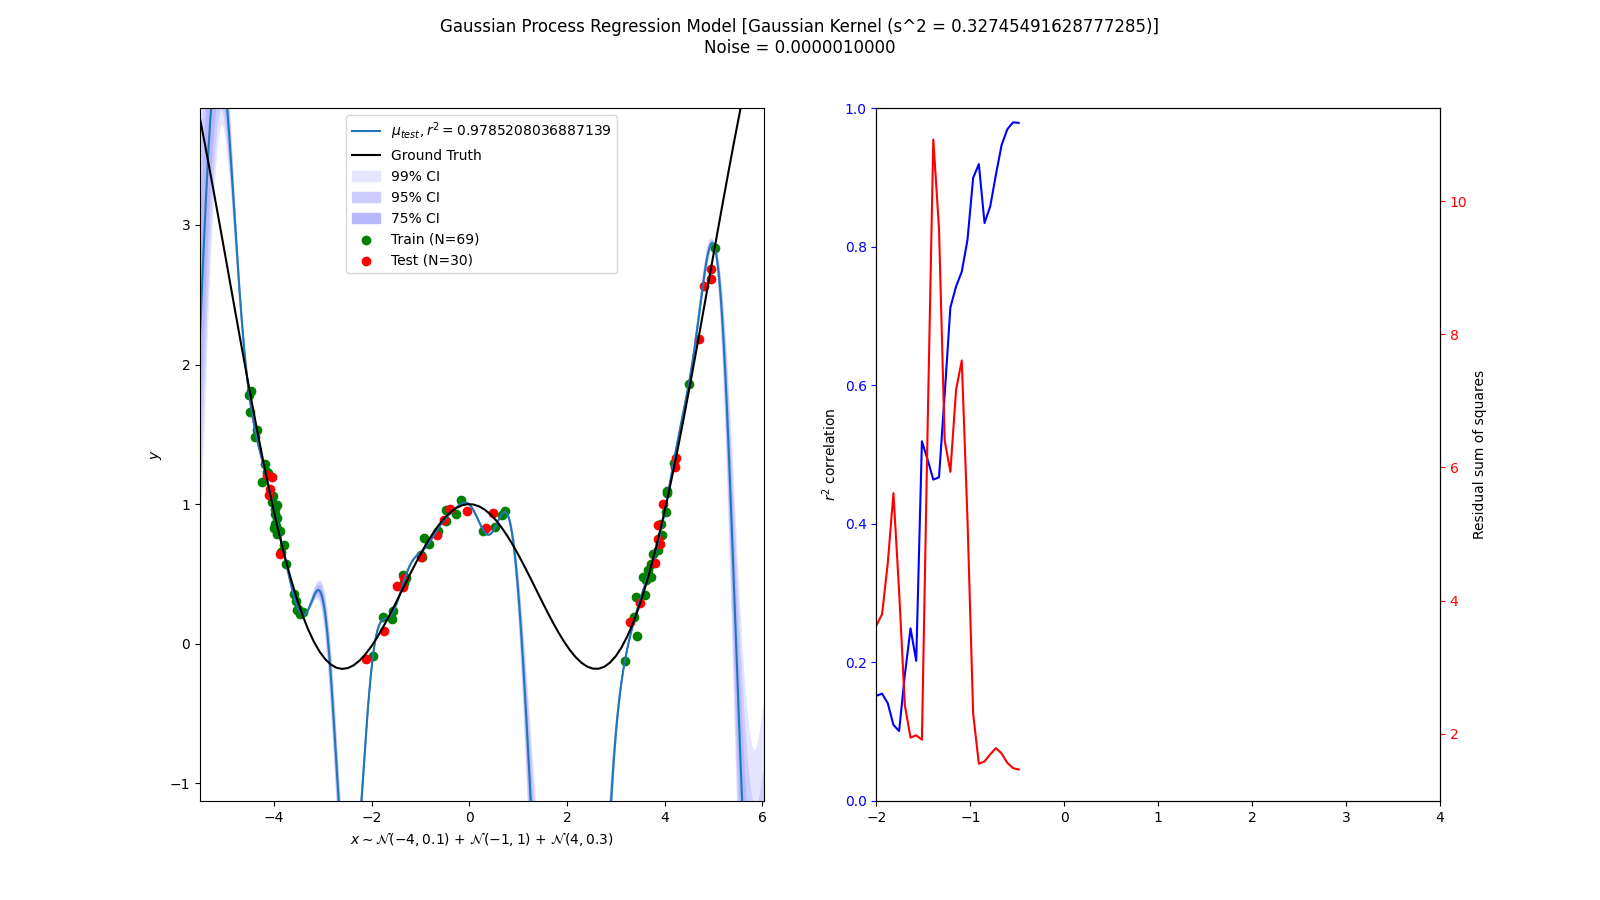 Gaussian Process Regression Model [Gaussian Kernel (s^2 = 0.32745491628777285)]
Noise = 0.0000010000
μ_test, r² = 0.9785208036887139
Ground Truth
99% CI
95% CI
75% CI
Train (N=69)
Test (N=30)
3
2
1
0
−1
y
−4 −2 0 2 4 6
x ~ 𝒩(−4, 0.1) + 𝒩(−1, 1) + 𝒩(4, 0.3)
1.0
0.8
0.6
0.4
0.2
0.0
r² correlation
−2 −1 0 1 2 3 4
10
8
6
4
2
Residual sum of squares